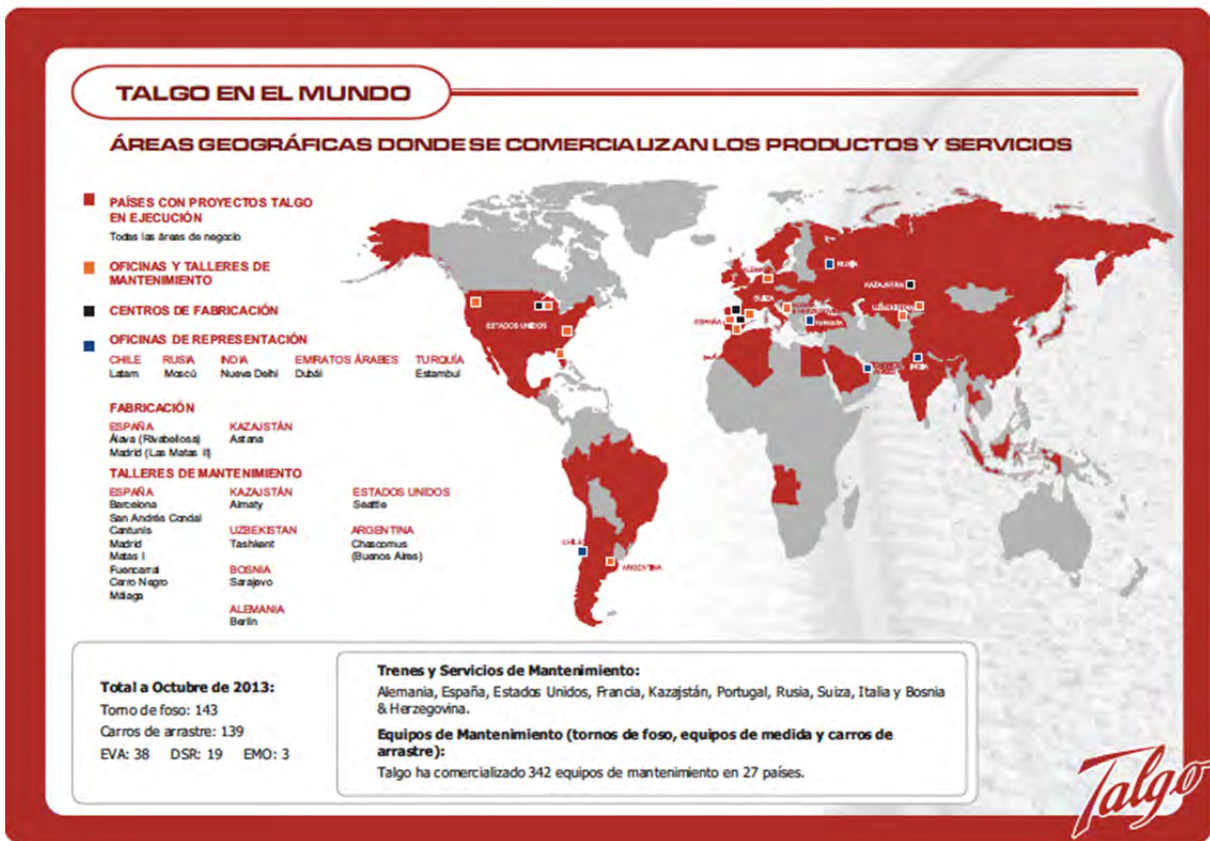 TALGO EN EL MUNDO
ÁREAS GEOGRÁFICAS DONDE SE COMERCIALIZAN LOS PRODUCTOS Y SERVICIOS
PAÍSES CON PROYECTOS TALGO
EN EJECUCIÓN
Todas las áreas de negocio
OFICINAS Y TALLERES DE
MANTENIMIENTO
CENTROS DE FABRICACIÓN
OFICINAS DE REPRESENTACIÓN
CHILE RUSIA INDIA EMIRATOS ÁRABES TURQUÍA
Latam Moscú Nueva Delhi Dubái Estambul
FABRICACIÓN
ESPAÑA KAZAJSTÁN
Álava (Rivabellosa) Astana
Madrid (Las Matas II)
TALLERES DE MANTENIMIENTO
ESPAÑA KAZAJSTÁN ESTADOS UNIDOS
Barcelona Almaty Seattle
San Andrés Condal
Cantunis UZBEKISTAN ARGENTINA
Madrid Tashkent Chascomus
Matas I (Buenos Aires)
Fuencarral BOSNIA
Cerro Negro Sarajevo
Málaga
ALEMANIA
Berlín
ESTADOS UNIDOS
CHILE
ARGENTINA
ESPAÑA
SUIZA
TURQUÍA
RUSIA
KAZAJSTÁN
UZBEKISTAN
INDIA
Total a Octubre de 2013:
Torno de foso: 143
Carros de arrastre: 139
EVA: 38 DSR: 19 EMO: 3
Trenes y Servicios de Mantenimiento:
Alemania, España, Estados Unidos, Francia, Kazajstán, Portugal, Rusia, Suiza, Italia y Bosnia
& Herzegovina.
Equipos de Mantenimiento (tornos de foso, equipos de medida y carros de
arrastre):
Talgo ha comercializado 342 equipos de mantenimiento en 27 países.
Talgo